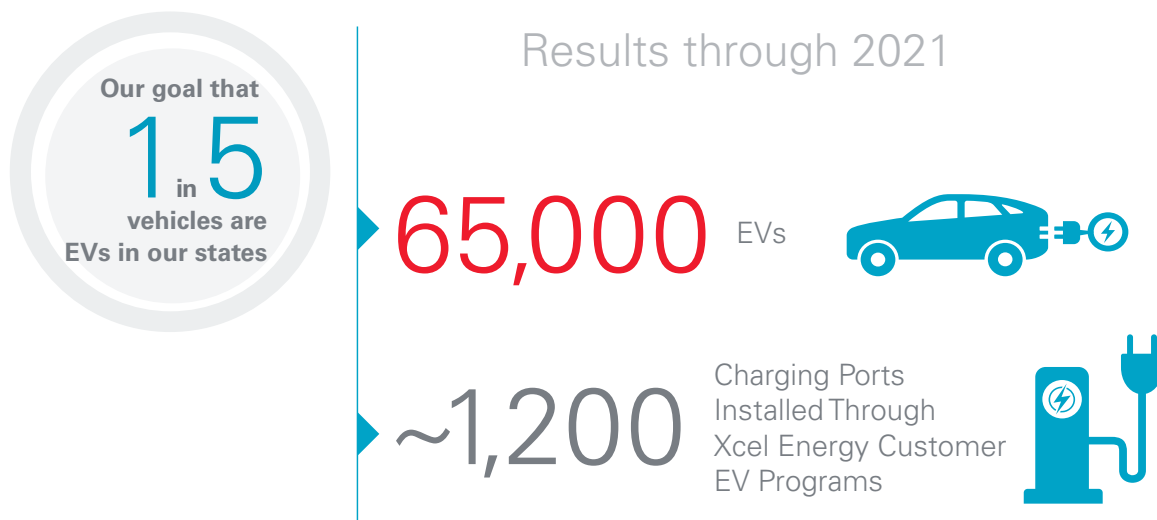 Our goal that
1 in 5
vehicles are
EVs in our states
Results through 2021
65,000 EVs
~1,200
Charging Ports
Installed Through
Xcel Energy Customer
EV Programs